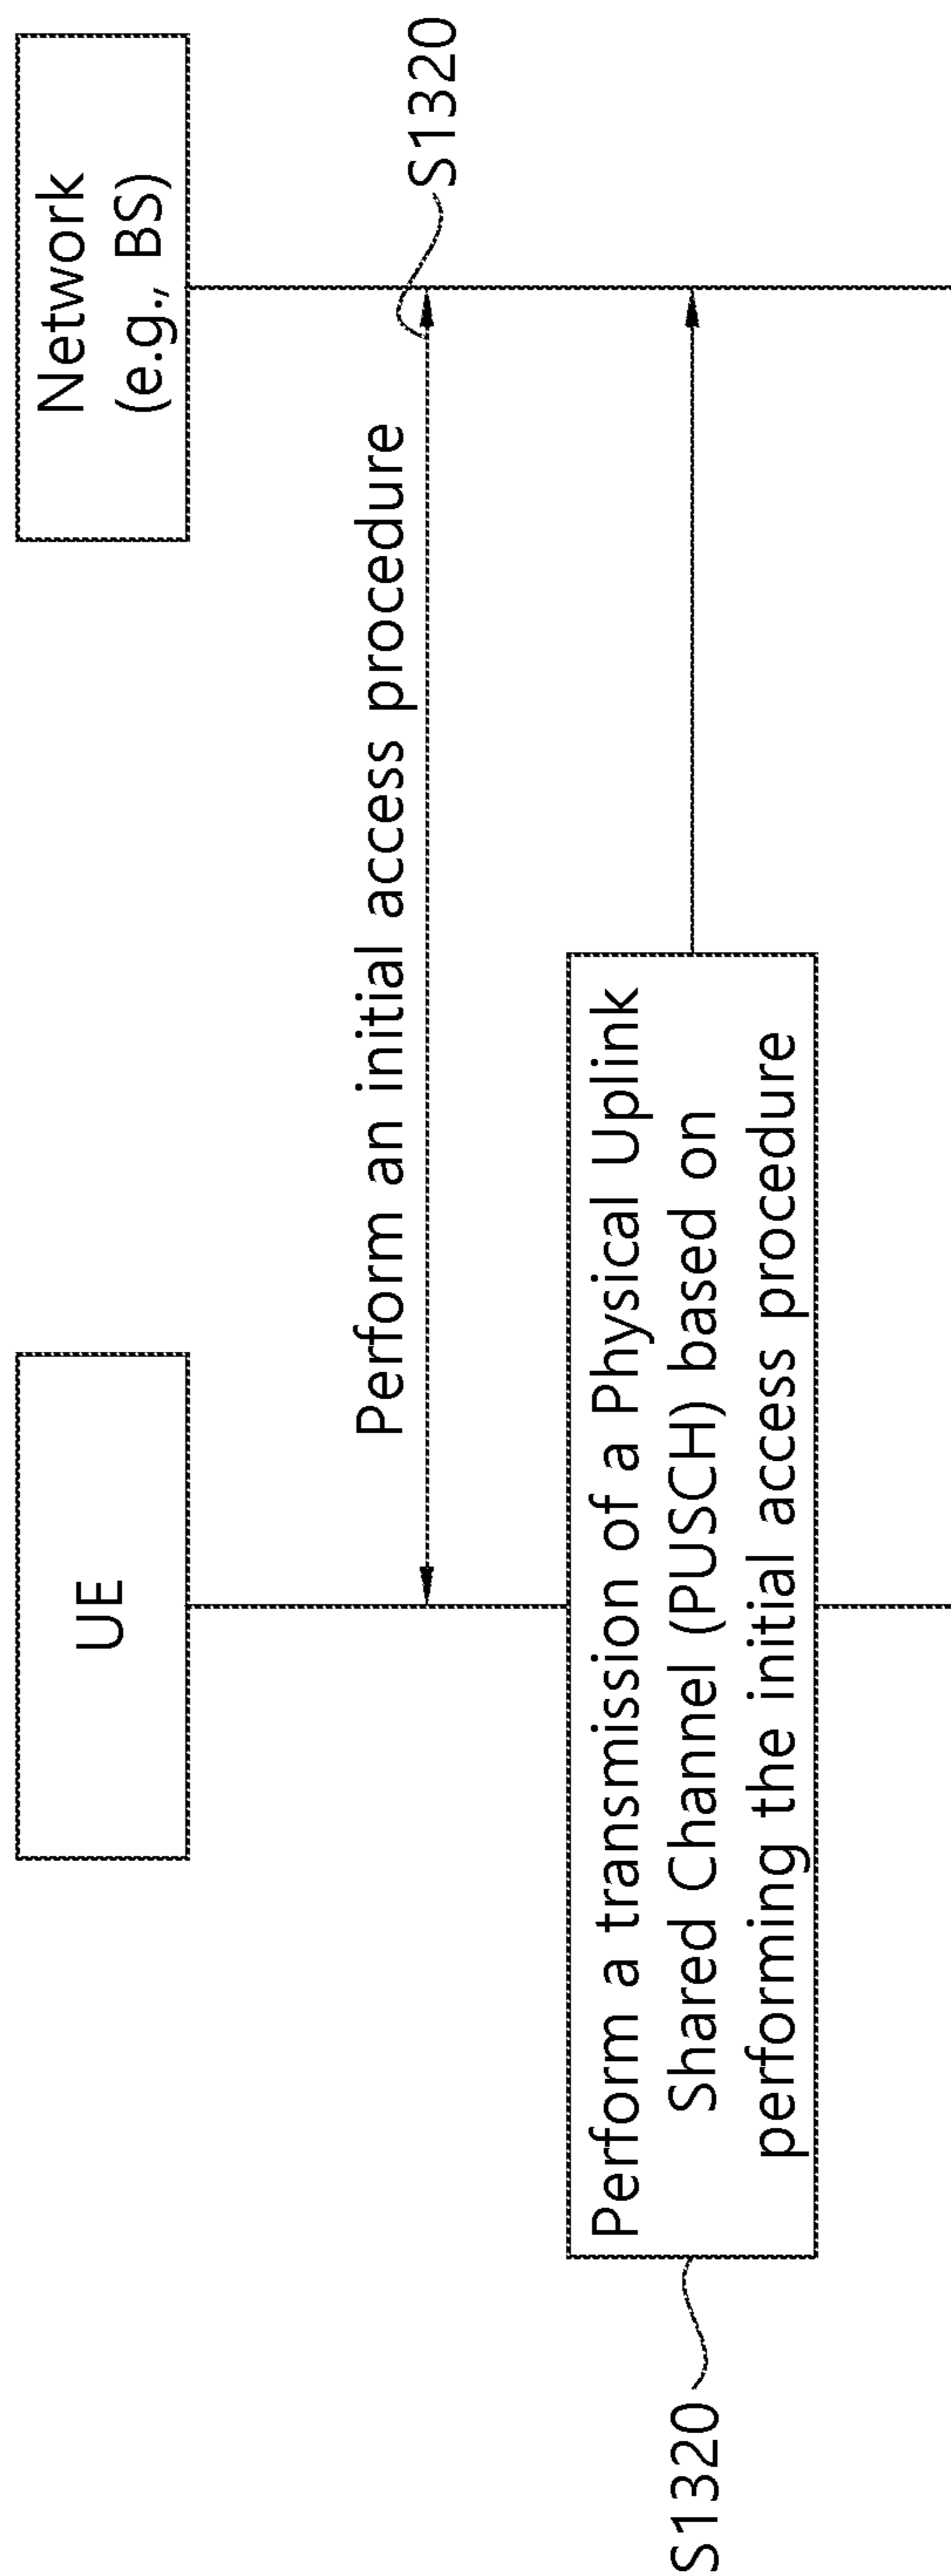 UE
Network
(e.g., BS)
Perform an initial access procedure
S1320
S1320
Perform a transmission of a Physical Uplink
Shared Channel (PUSCH) based on
performing the initial access procedure